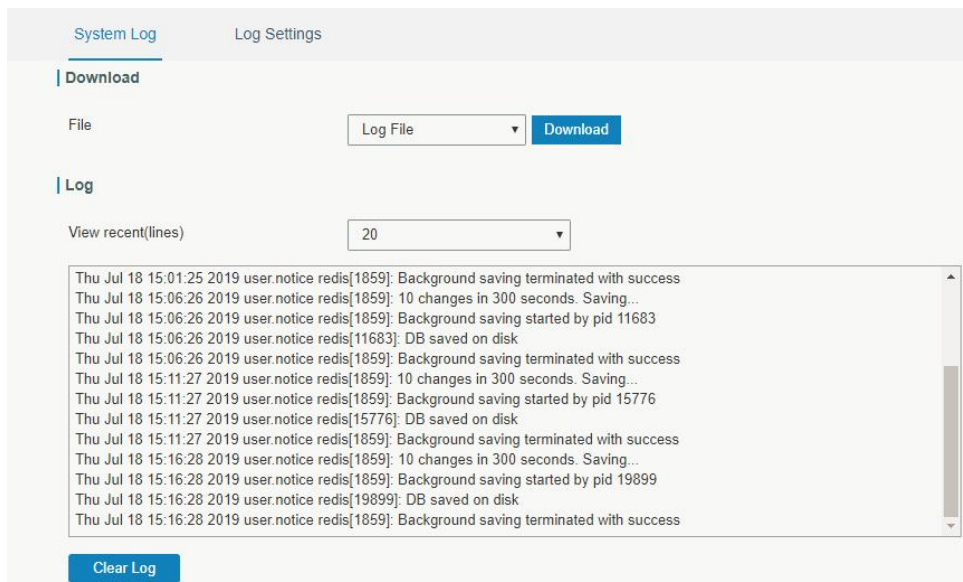 System Log Log Settings
Download
File Log File Download
Log
View recent(lines) 20
Thu Jul 18 15:01:25 2019 user.notice redis[1859]: Background saving terminated with success
Thu Jul 18 15:06:26 2019 user.notice redis[1859]: 10 changes in 300 seconds. Saving...
Thu Jul 18 15:06:26 2019 user.notice redis[1859]: Background saving started by pid 11683
Thu Jul 18 15:06:26 2019 user.notice redis[11683]: DB saved on disk
Thu Jul 18 15:06:26 2019 user.notice redis[1859]: Background saving terminated with success
Thu Jul 18 15:11:27 2019 user.notice redis[1859]: 10 changes in 300 seconds. Saving...
Thu Jul 18 15:11:27 2019 user.notice redis[1859]: Background saving started by pid 15776
Thu Jul 18 15:11:27 2019 user.notice redis[15776]: DB saved on disk
Thu Jul 18 15:11:27 2019 user.notice redis[1859]: Background saving terminated with success
Thu Jul 18 15:16:28 2019 user.notice redis[1859]: 10 changes in 300 seconds. Saving...
Thu Jul 18 15:16:28 2019 user.notice redis[1859]: Background saving started by pid 19899
Thu Jul 18 15:16:28 2019 user.notice redis[19899]: DB saved on disk
Thu Jul 18 15:16:28 2019 user.notice redis[1859]: Background saving terminated with success
Clear Log